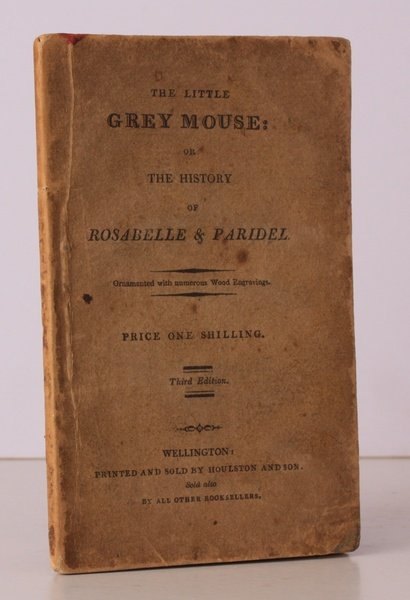 THE LITTLE
GREY MOUSE:
OR
THE HISTORY
OF
ROSABELLE & PARIDEL.
Ornamented with numerous Wood Engravings.
PRICE ONE SHILLING.
Third Edition.
WELLINGTON:
PRINTED AND SOLD BY HOULSTON AND SON.
Sold also
BY ALL OTHER BOOKSELLERS.